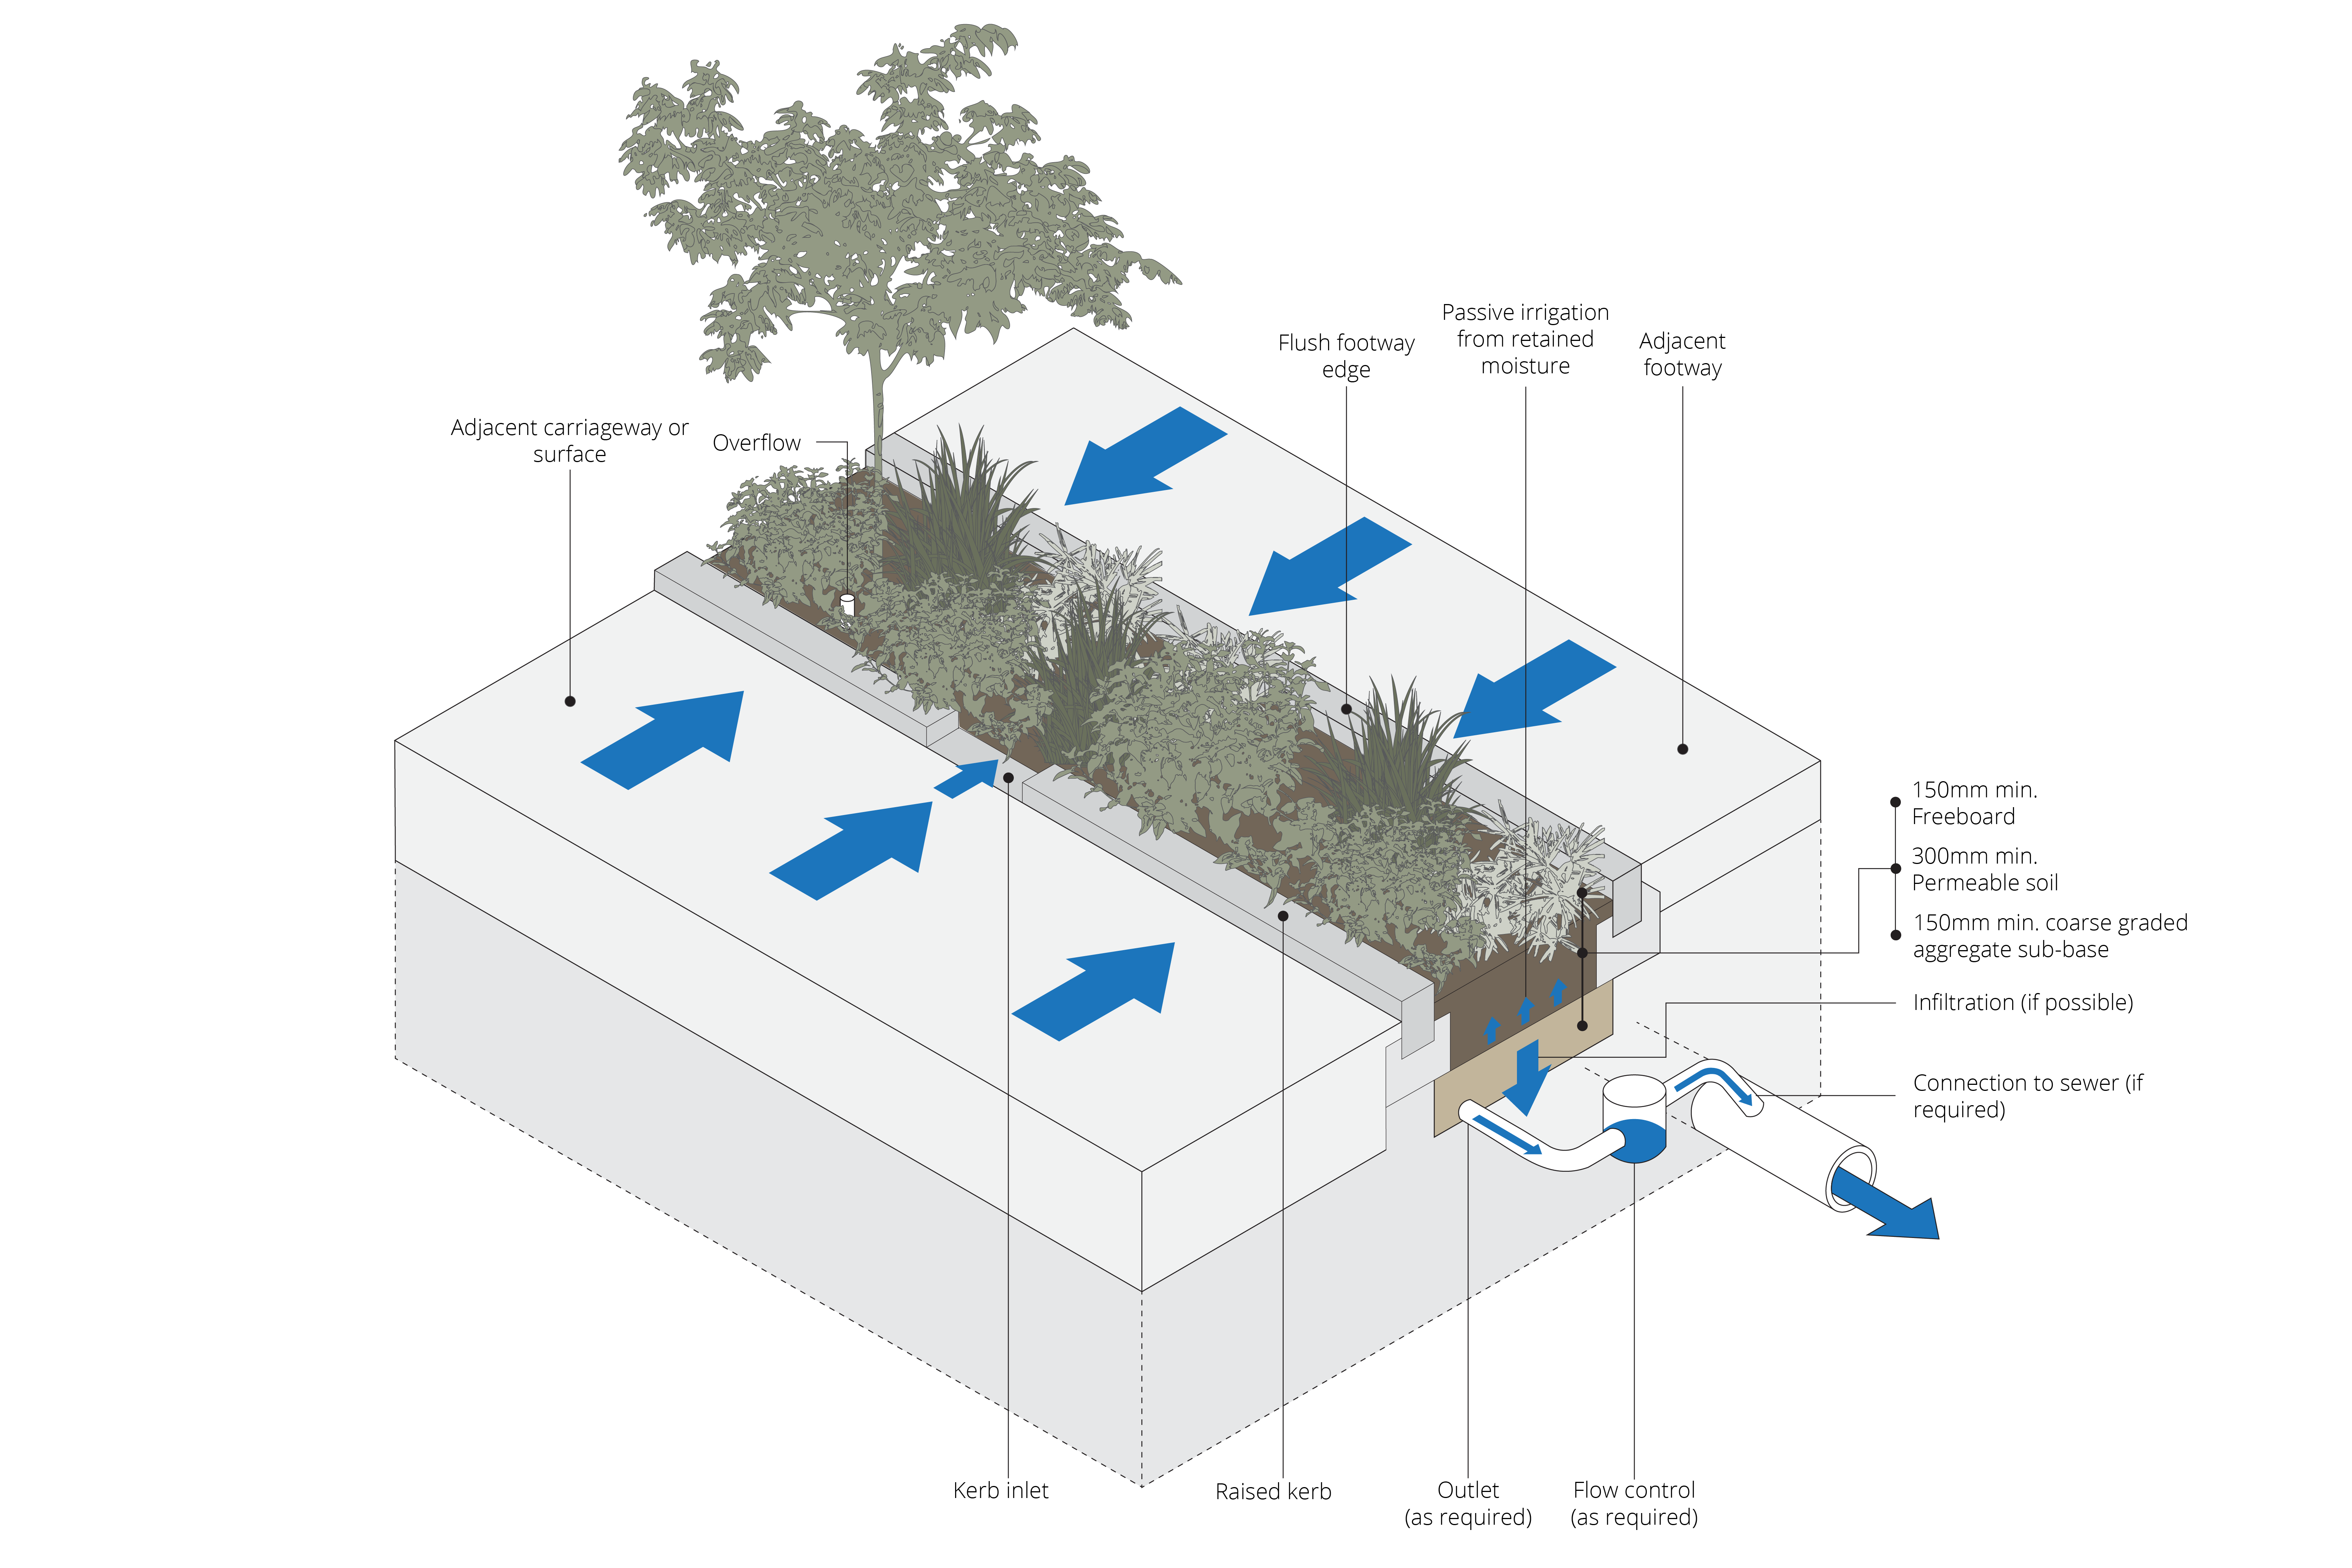 Passive irrigation
from retained
moisture
Flush footway
edge
Adjacent
footway
Adjacent carriageway or
surface
Overflow
150mm min.
Freeboard
300mm min.
Permeable soil
150mm min. coarse graded
aggregate sub-base
Infiltration (if possible)
Connection to sewer (if
required)
Kerb inlet
Raised kerb
Outlet
(as required)
Flow control
(as required)